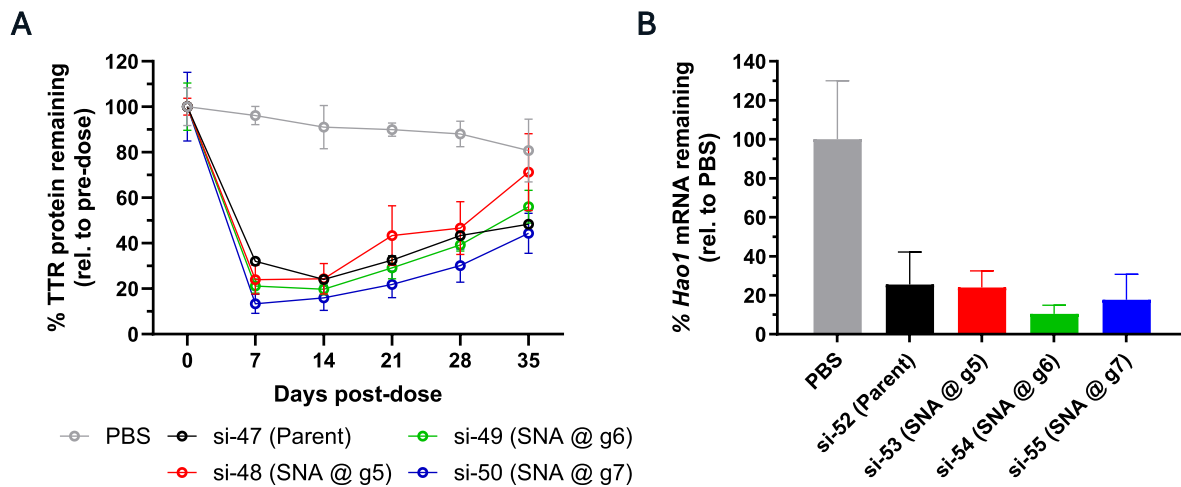 A
% TTR protein remaining
(rel. to pre-dose)
120
100
80
60
40
20
0
0 7 14 21 28 35
Days post-dose
PBS
si-47 (Parent)
si-49 (SNA @ g6)
si-48 (SNA @ g5)
si-50 (SNA @ g7)
B
% Hao1 mRNA remaining
(rel. to PBS)
140
120
100
80
60
40
20
0
PBS
si-52 (Parent)
si-53 (SNA @ g5)
si-54 (SNA @ g6)
si-55 (SNA @ g7)